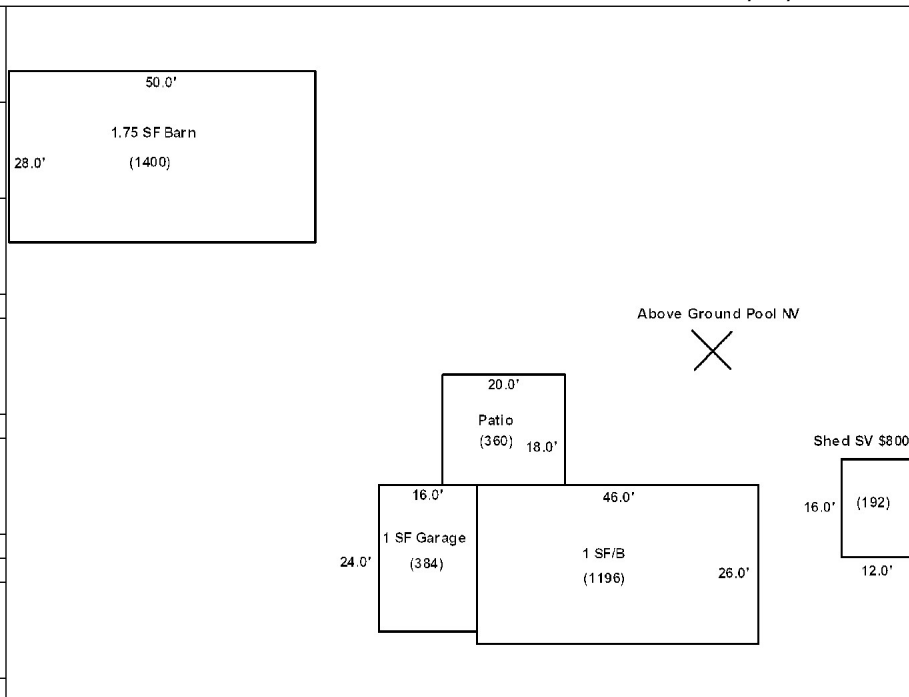 50.0'
1.75 SF Barn
28.0'
(1400)
Above Ground Pool NV
20.0'
Patio
(360)
18.0'
Shed SV $800
16.0'
46.0'
16.0'
(192)
1 SF Garage
24.0'
(384)
1 SF/B
(1196)
26.0'
12.0'